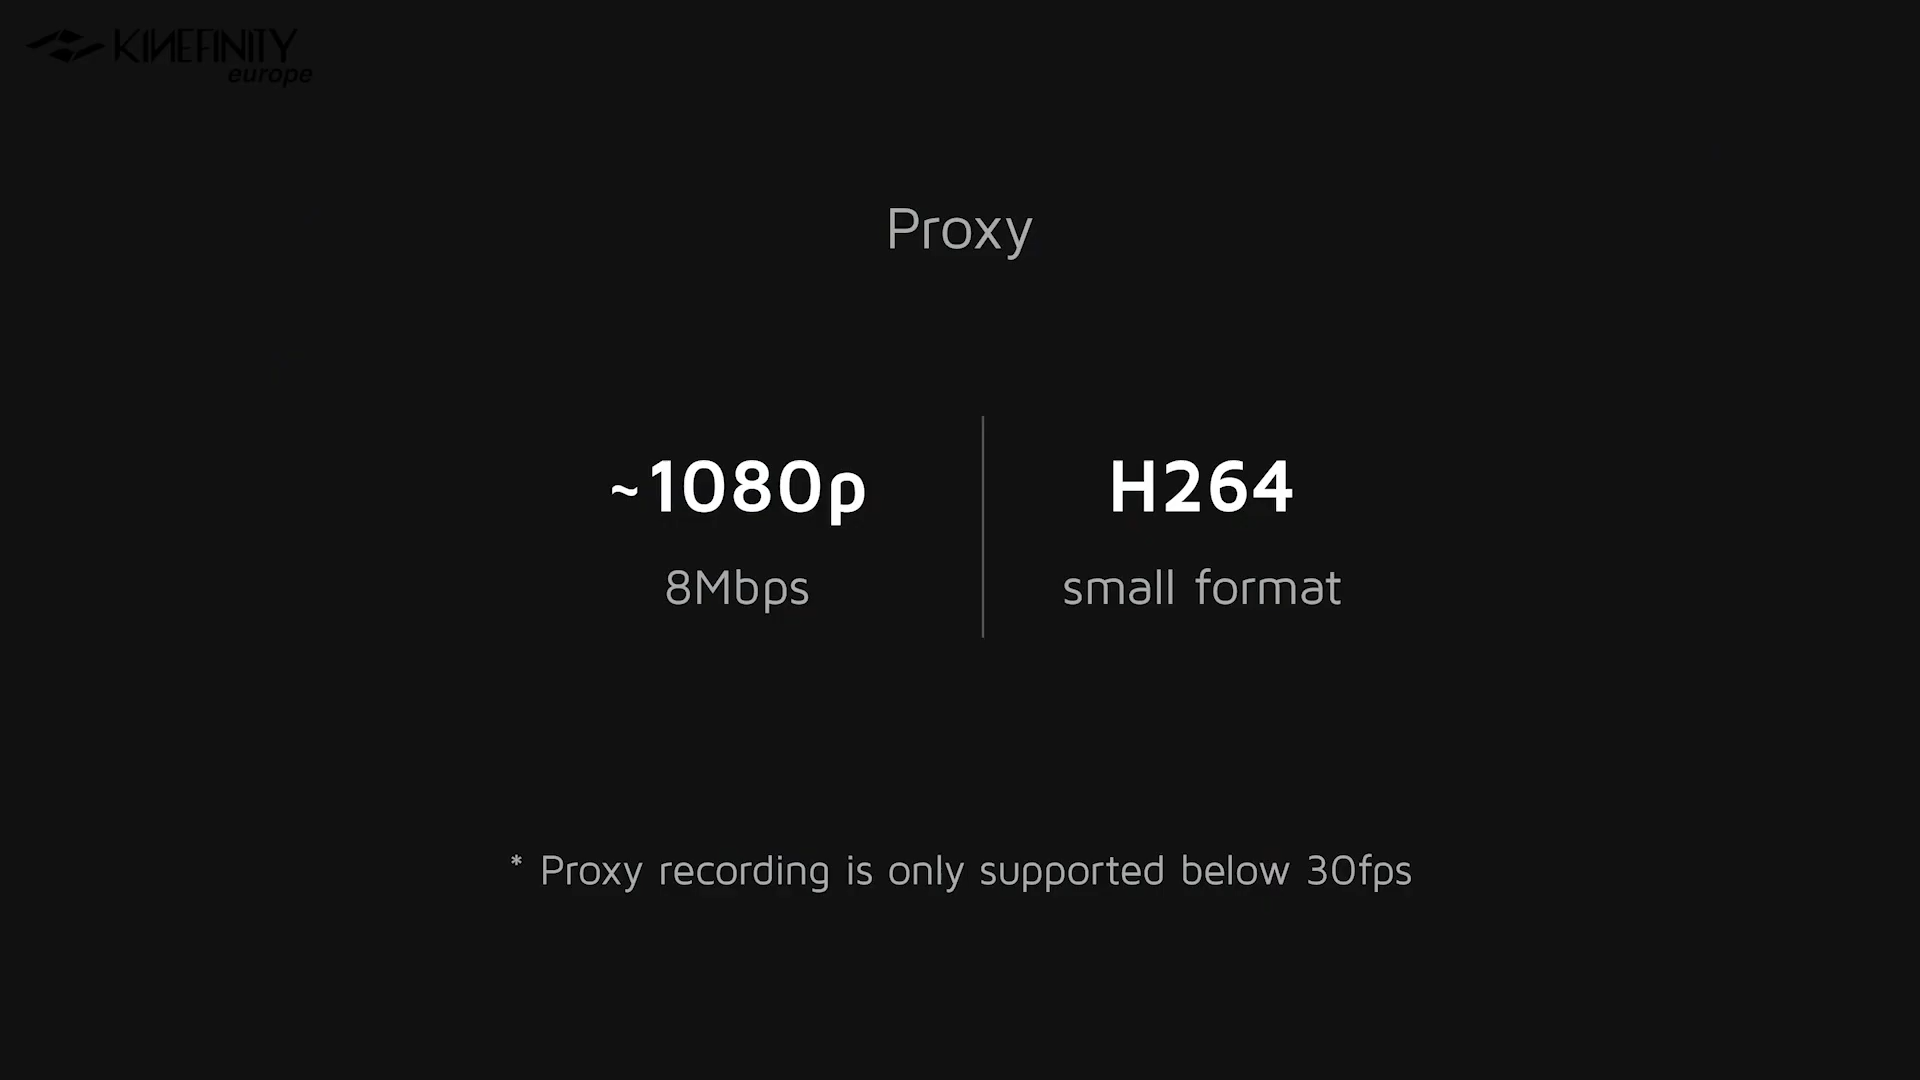 KINEFINITY
europe
Proxy
~1080p
8Mbps
H264
small format
* Proxy recording is only supported below 30fps